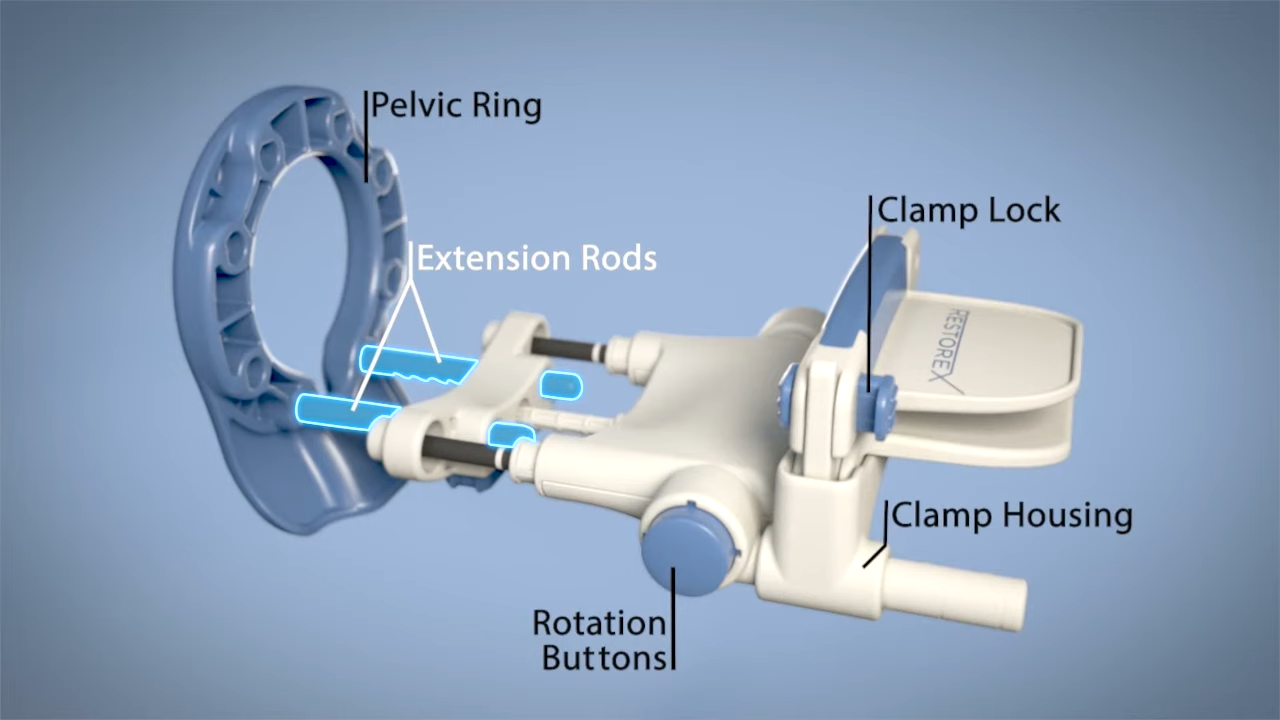 Pelvic Ring
Clamp Lock
Extension Rods
RESTOREX
Clamp Housing
Rotation
Buttons